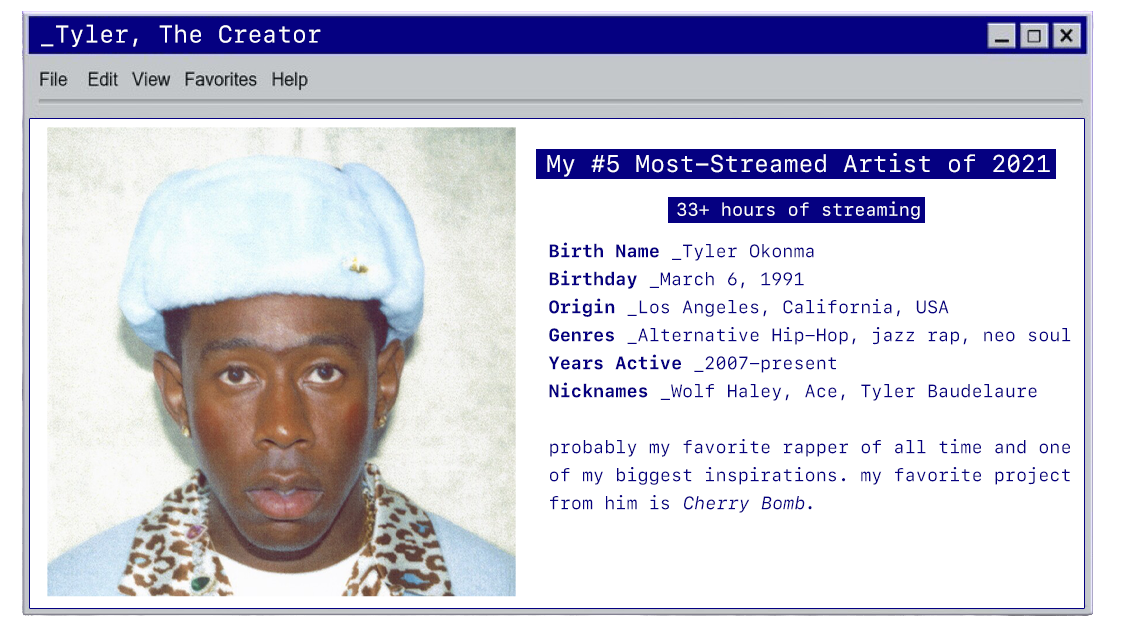 _Tyler, The Creator
File Edit View Favorites Help
My #5 Most-Streamed Artist of 2021
33+ hours of streaming
Birth Name _Tyler Okonma
Birthday _March 6, 1991
Origin _Los Angeles, California, USA
Genres _Alternative Hip-Hop, jazz rap, neo soul
Years Active _2007-present
Nicknames _Wolf Haley, Ace, Tyler Baudelaure
probably my favorite rapper of all time and one
of my biggest inspirations. my favorite project
from him is Cherry Bomb.